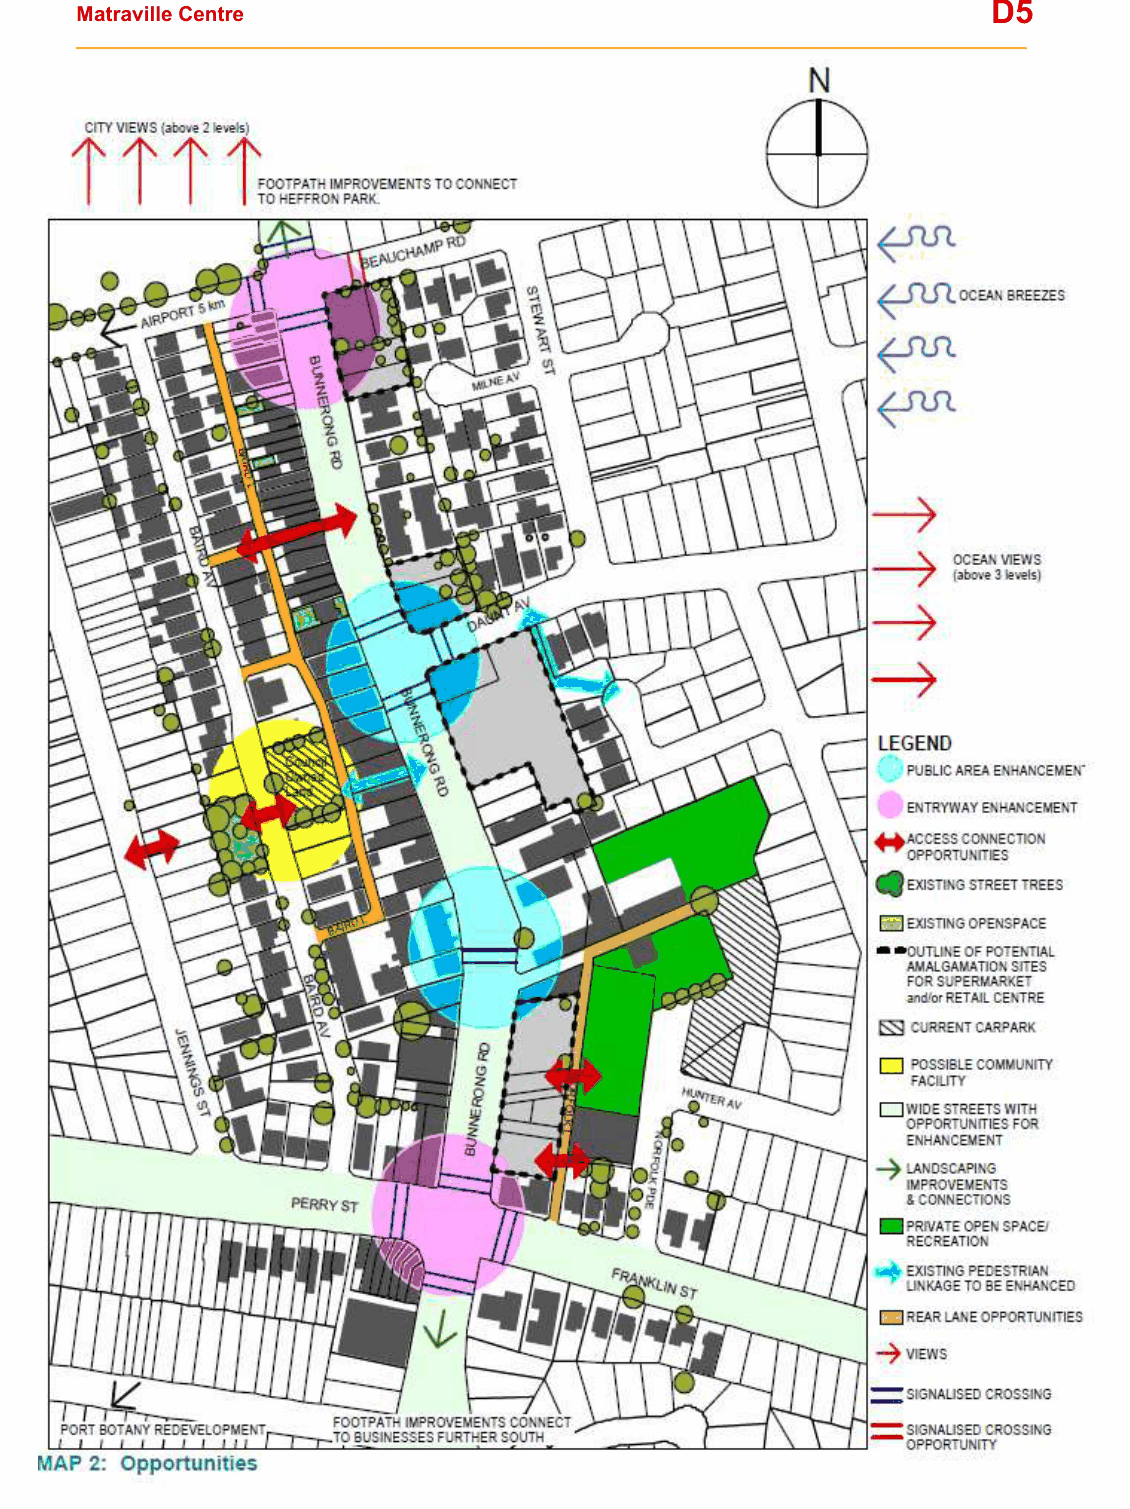 Matraville Centre
D5
N
CITY VIEWS (above 2 levels)
FOOTPATH IMPROVEMENTS TO CONNECT
TO HEFFRON PARK.
BEAUCHAMP RD
AIRPORT 5 km
STEWART ST
OCEAN BREEZES
BUNNERONG RD
MILNE AV
BAIRD L
BAIRD AV
OCEAN VIEWS
(above 3 levels)
DAUNT AV
BUNNERONG RD
Council
Owned
Land
LEGEND
PUBLIC AREA ENHANCEMEN
ENTRYWAY ENHANCEMENT
ACCESS CONNECTION
OPPORTUNITIES
EXISTING STREET TREES
EXISTING OPENSPACE
OUTLINE OF POTENTIAL
AMALGAMATION SITES
FOR SUPERMARKET
and/or RETAIL CENTRE
CURRENT CARPARK
POSSIBLE COMMUNITY
FACILITY
WIDE STREETS WITH
OPPORTUNITIES FOR
ENHANCEMENT
LANDSCAPING
IMPROVEMENTS
& CONNECTIONS
PRIVATE OPEN SPACE/
RECREATION
EXISTING PEDESTRIAN
LINKAGE TO BE ENHANCED
REAR LANE OPPORTUNITIES
VIEWS
SIGNALISED CROSSING
SIGNALISED CROSSING
OPPORTUNITY
BAIRD L
BAIRD AV
JENNINGS ST
BUNNERONG RD
HUNTER AV
NORFOLK PDE
PERRY ST
FRANKLIN ST
PORT BOTANY REDEVELOPMENT
FOOTPATH IMPROVEMENTS CONNECT
TO BUSINESSES FURTHER SOUTH
MAP 2: Opportunities